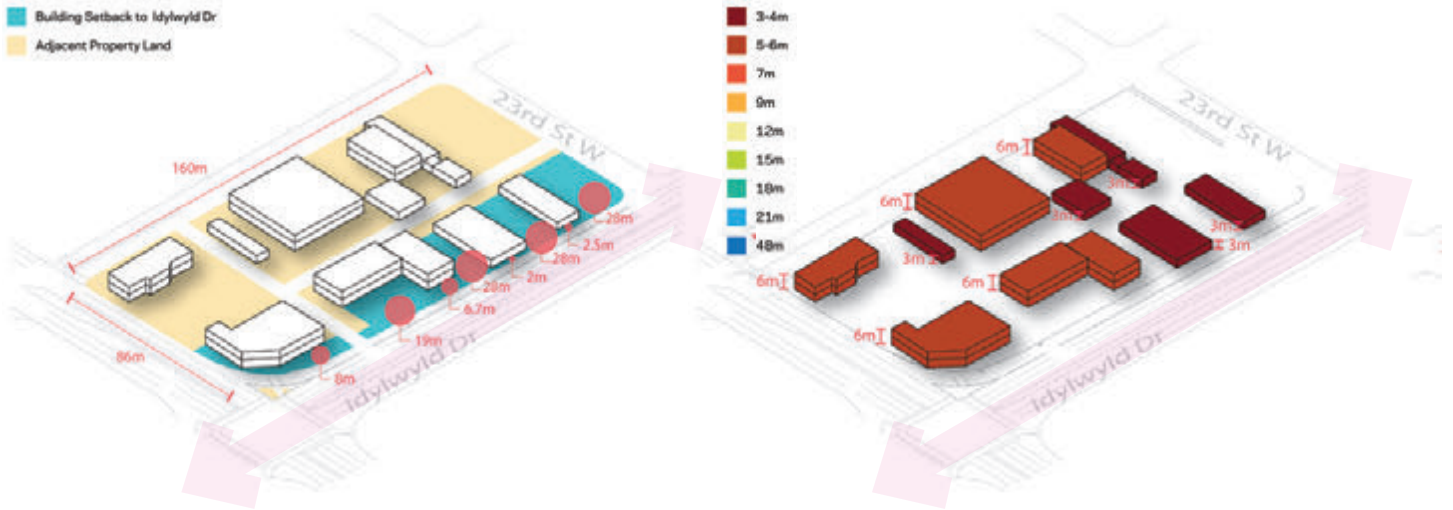 Building Setback to Idylwyld Dr
Adjacent Property Land
23rd St W
160m
28m
2.5m
28m
2m
28m
6.7m
19m
86m
8m
Idylwyld Dr
3-4m
5-6m
7m
9m
12m
15m
18m
21m
48m
23rd St W
6m
3m
6m
3m
3m
3m
3m
6m
6m
6m
Idylwyld Dr